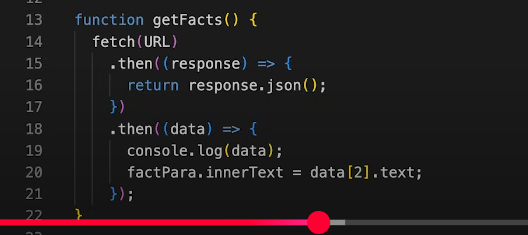 13 function getFacts() {
14 fetch(URL)
15 .then((response) => {
16 return response.json();
17 })
18 .then((data) => {
19 console.log(data);
20 factPara.innerText = data[2].text;
21 });
22 }